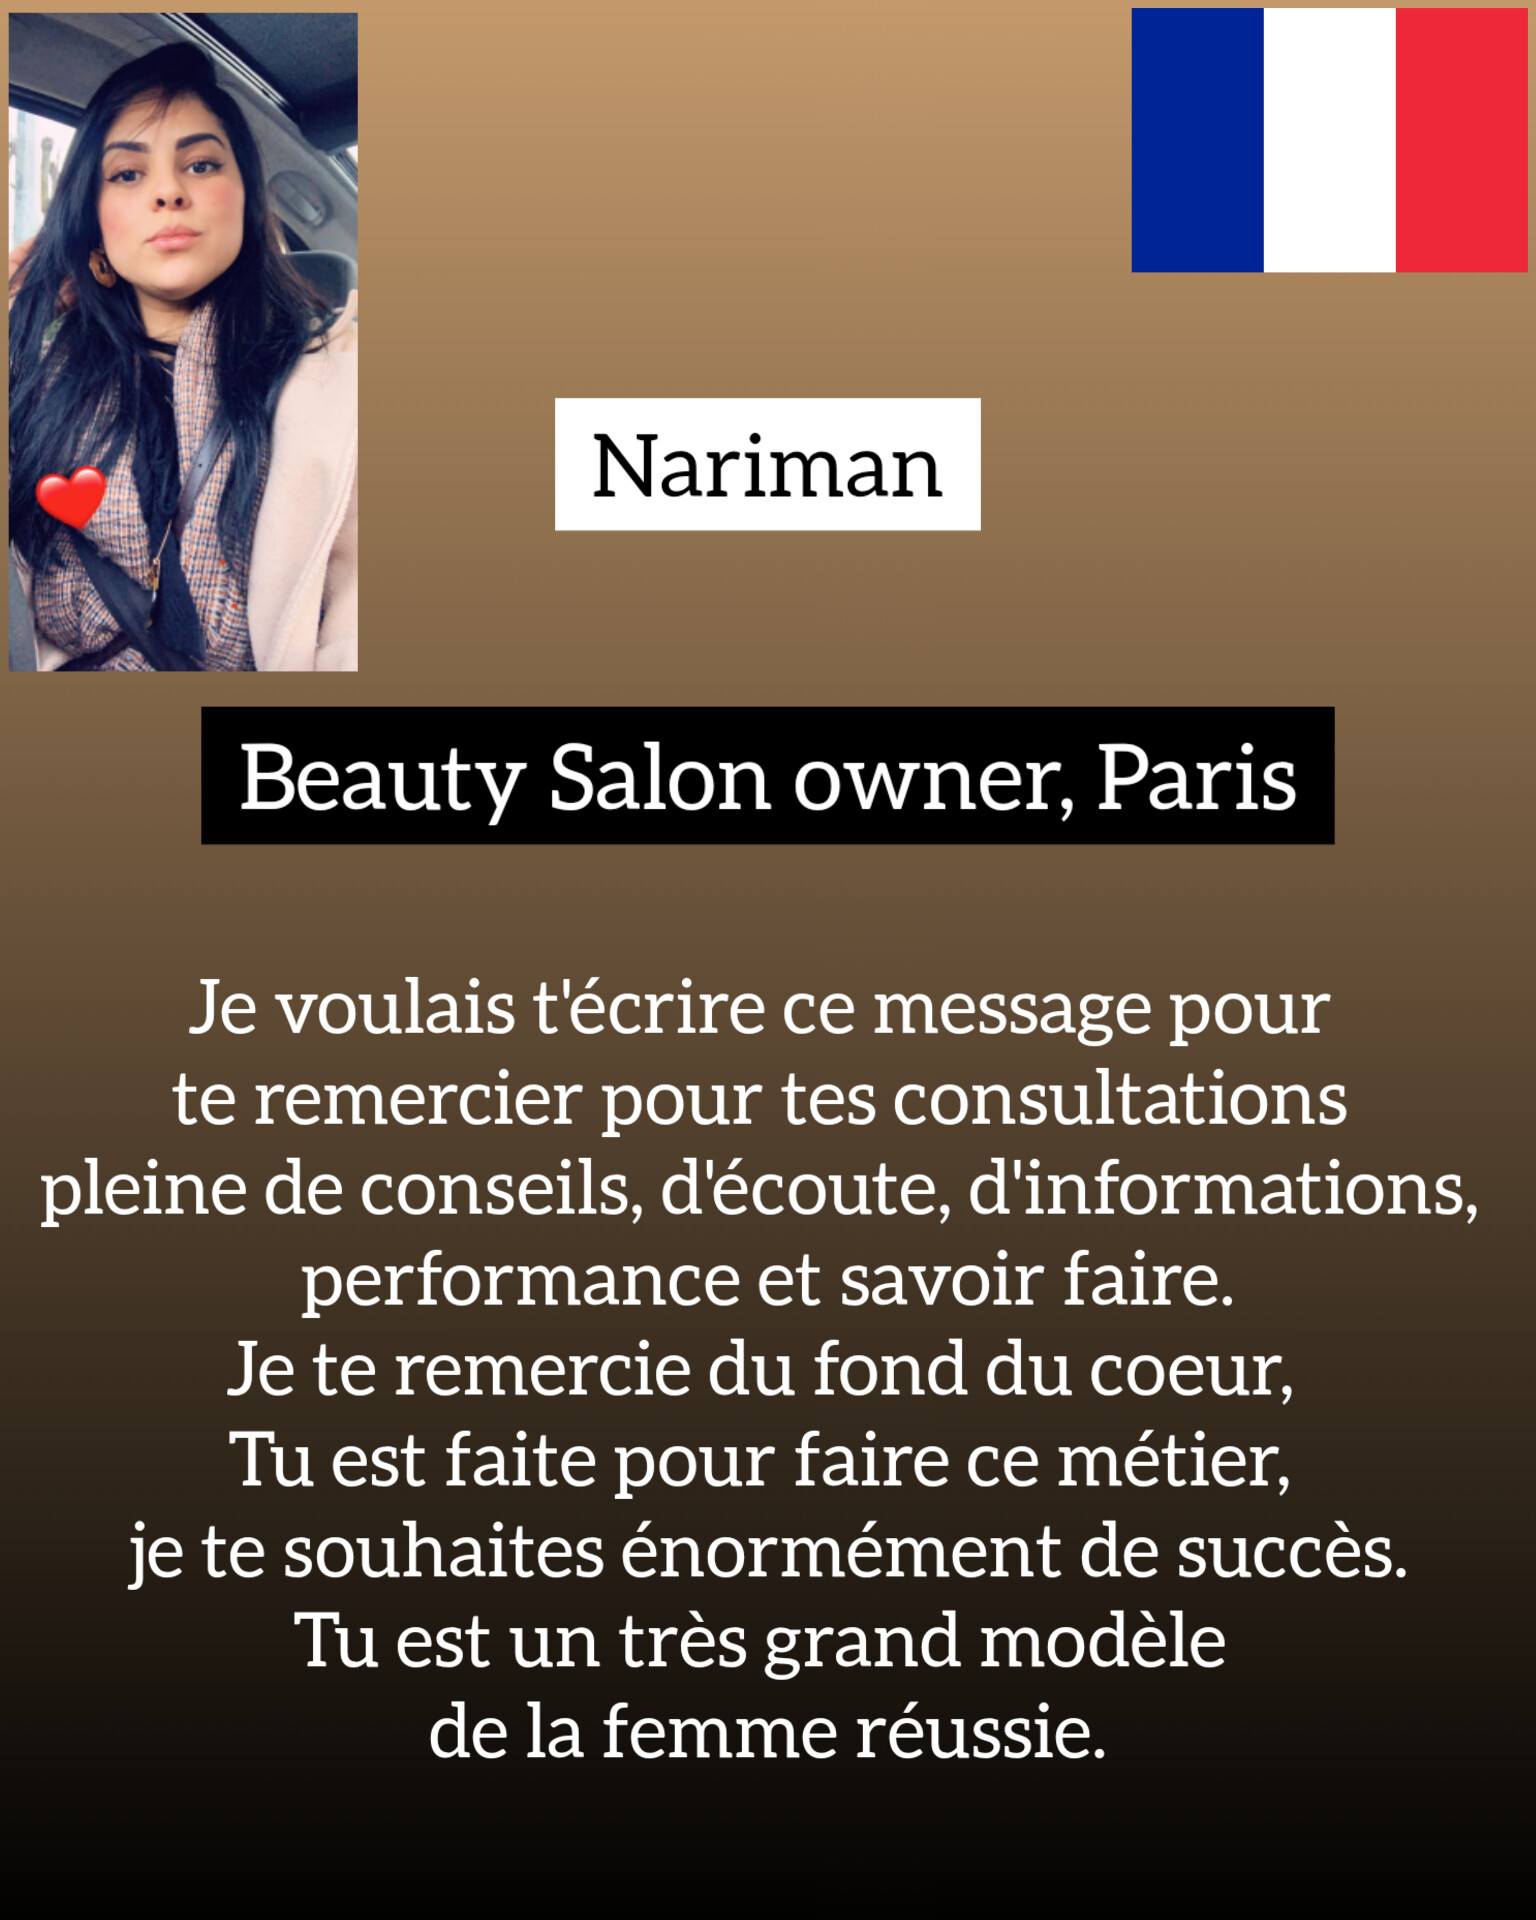 Nariman
Beauty Salon owner, Paris
Je voulais t'écrire ce message pour
te remercier pour tes consultations
pleine de conseils, d'écoute, d'informations,
performance et savoir faire.
Je te remercie du fond du coeur,
Tu est faite pour faire ce métier,
je te souhaites énormément de succès.
Tu est un très grand modèle
de la femme réussie.